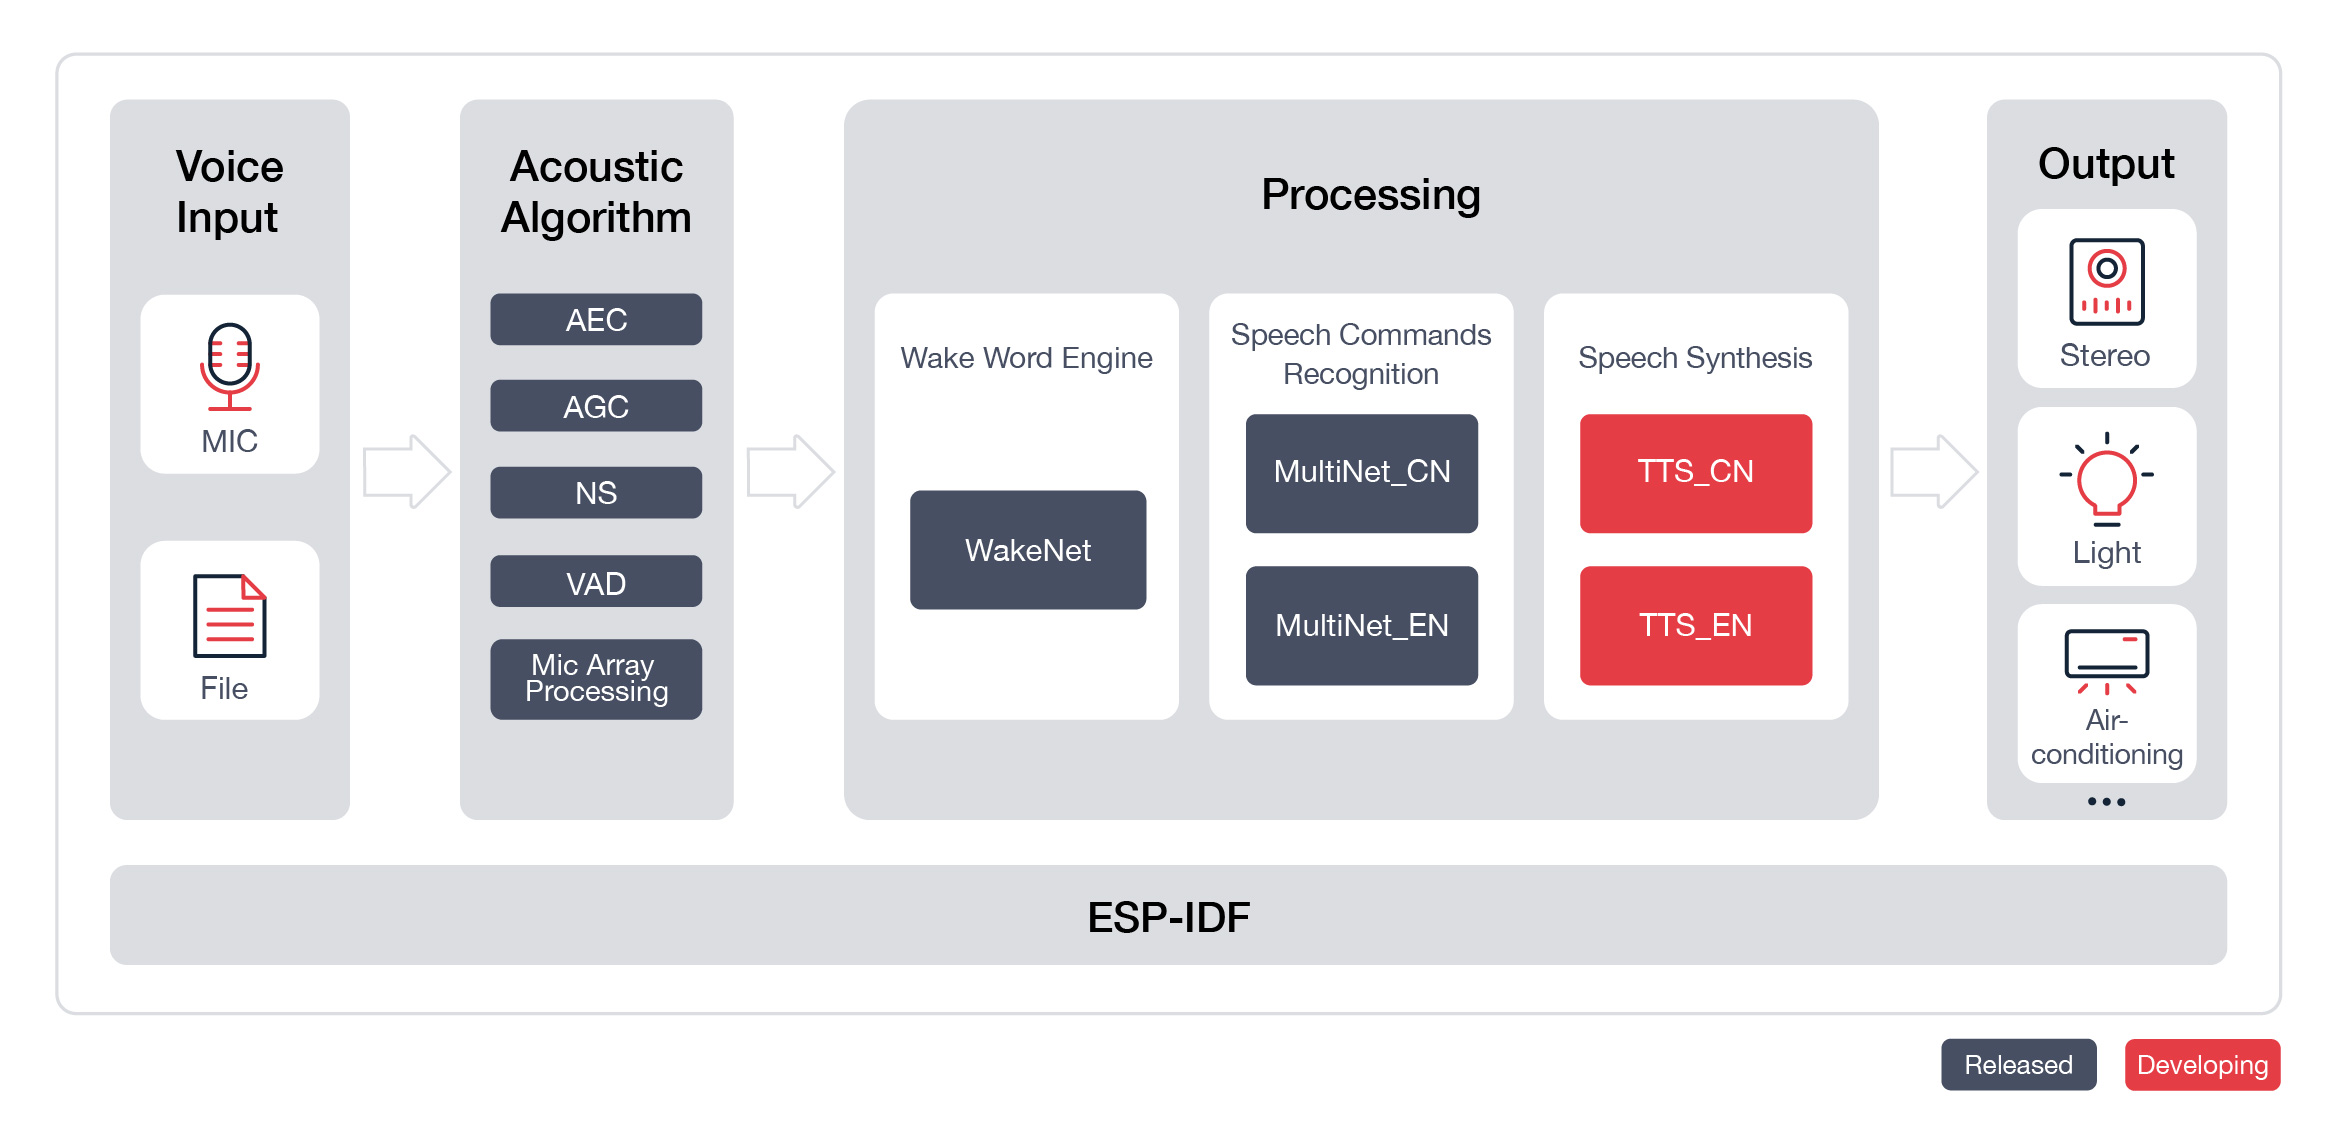 Voice
Input
MIC
File
Acoustic
Algorithm
AEC
AGC
NS
VAD
Mic Array
Processing
Processing
Wake Word Engine
WakeNet
Speech Commands
Recognition
MultiNet_CN
MultiNet_EN
Speech Synthesis
TTS_CN
TTS_EN
Output
Stereo
Light
Air-
conditioning
...
ESP-IDF
Released
Developing